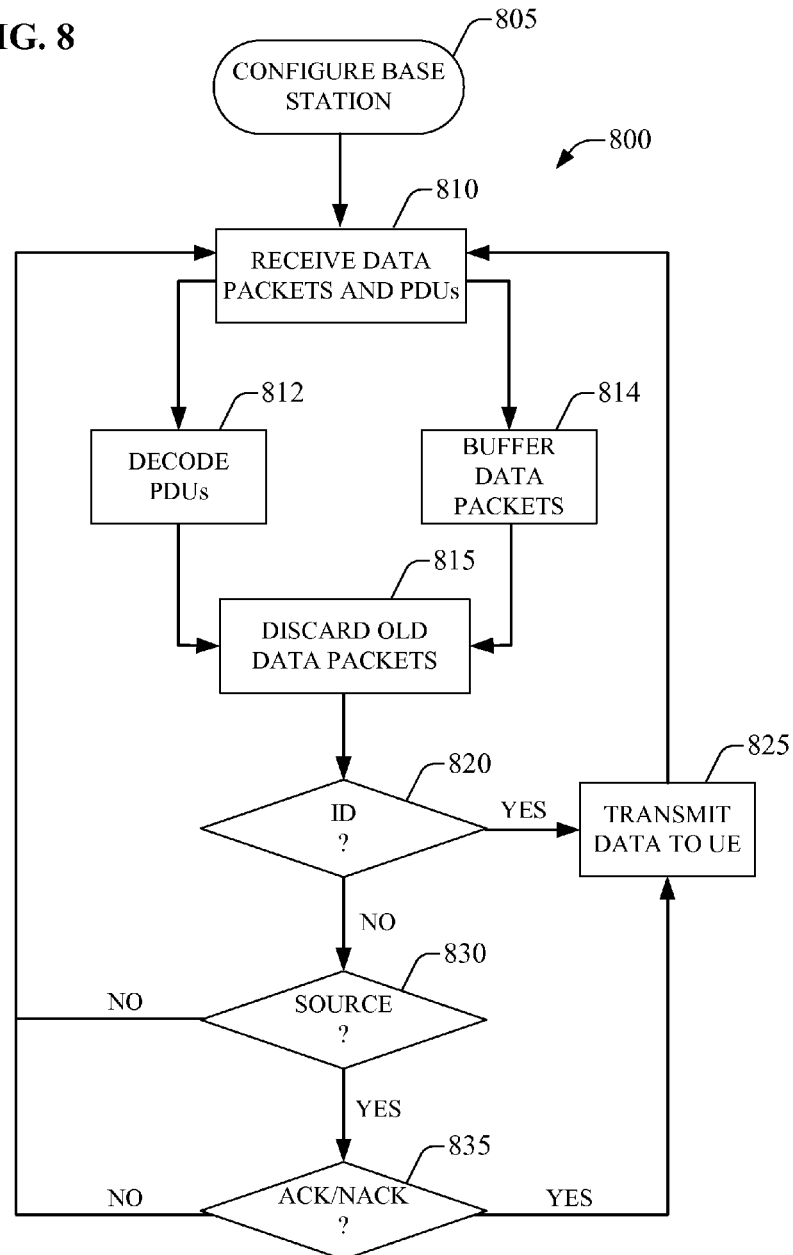 IG. 8
805
CONFIGURE BASE
STATION
800
810
RECEIVE DATA
PACKETS AND PDUs
812
814
DECODE
PDUs
BUFFER
DATA
PACKETS
815
DISCARD OLD
DATA PACKETS
820
825
ID
?
YES
TRANSMIT
DATA TO UE
NO
830
NO
SOURCE
?
YES
835
NO
ACK/NACK
?
YES